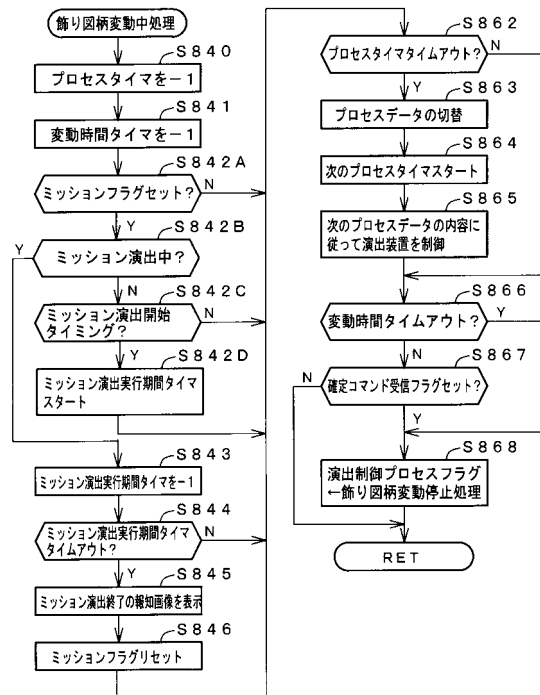 飾り図柄変動中処理
S840
プロセスタイマを−1
S841
変動時間タイマを−1
S842A
ミッションフラグセット?
N
Y
S842B
Y
ミッション演出中?
N
S842C
ミッション演出開始
タイミング?
N
Y
S842D
ミッション演出実行期間タイマ
スタート
S843
ミッション演出実行期間タイマを−1
S844
ミッション演出実行期間タイマ
タイムアウト?
N
Y
S845
ミッション演出終了の報知画像を表示
S846
ミッションフラグリセット
S862
プロセスタイマタイムアウト?
N
Y
S863
プロセスデータの切替
S864
次のプロセスタイマスタート
S865
次のプロセスデータの内容に
従って演出装置を制御
S866
変動時間タイムアウト?
Y
N
S867
N
確定コマンド受信フラグセット?
Y
S868
演出制御プロセスフラグ
←飾り図柄変動停止処理
RET